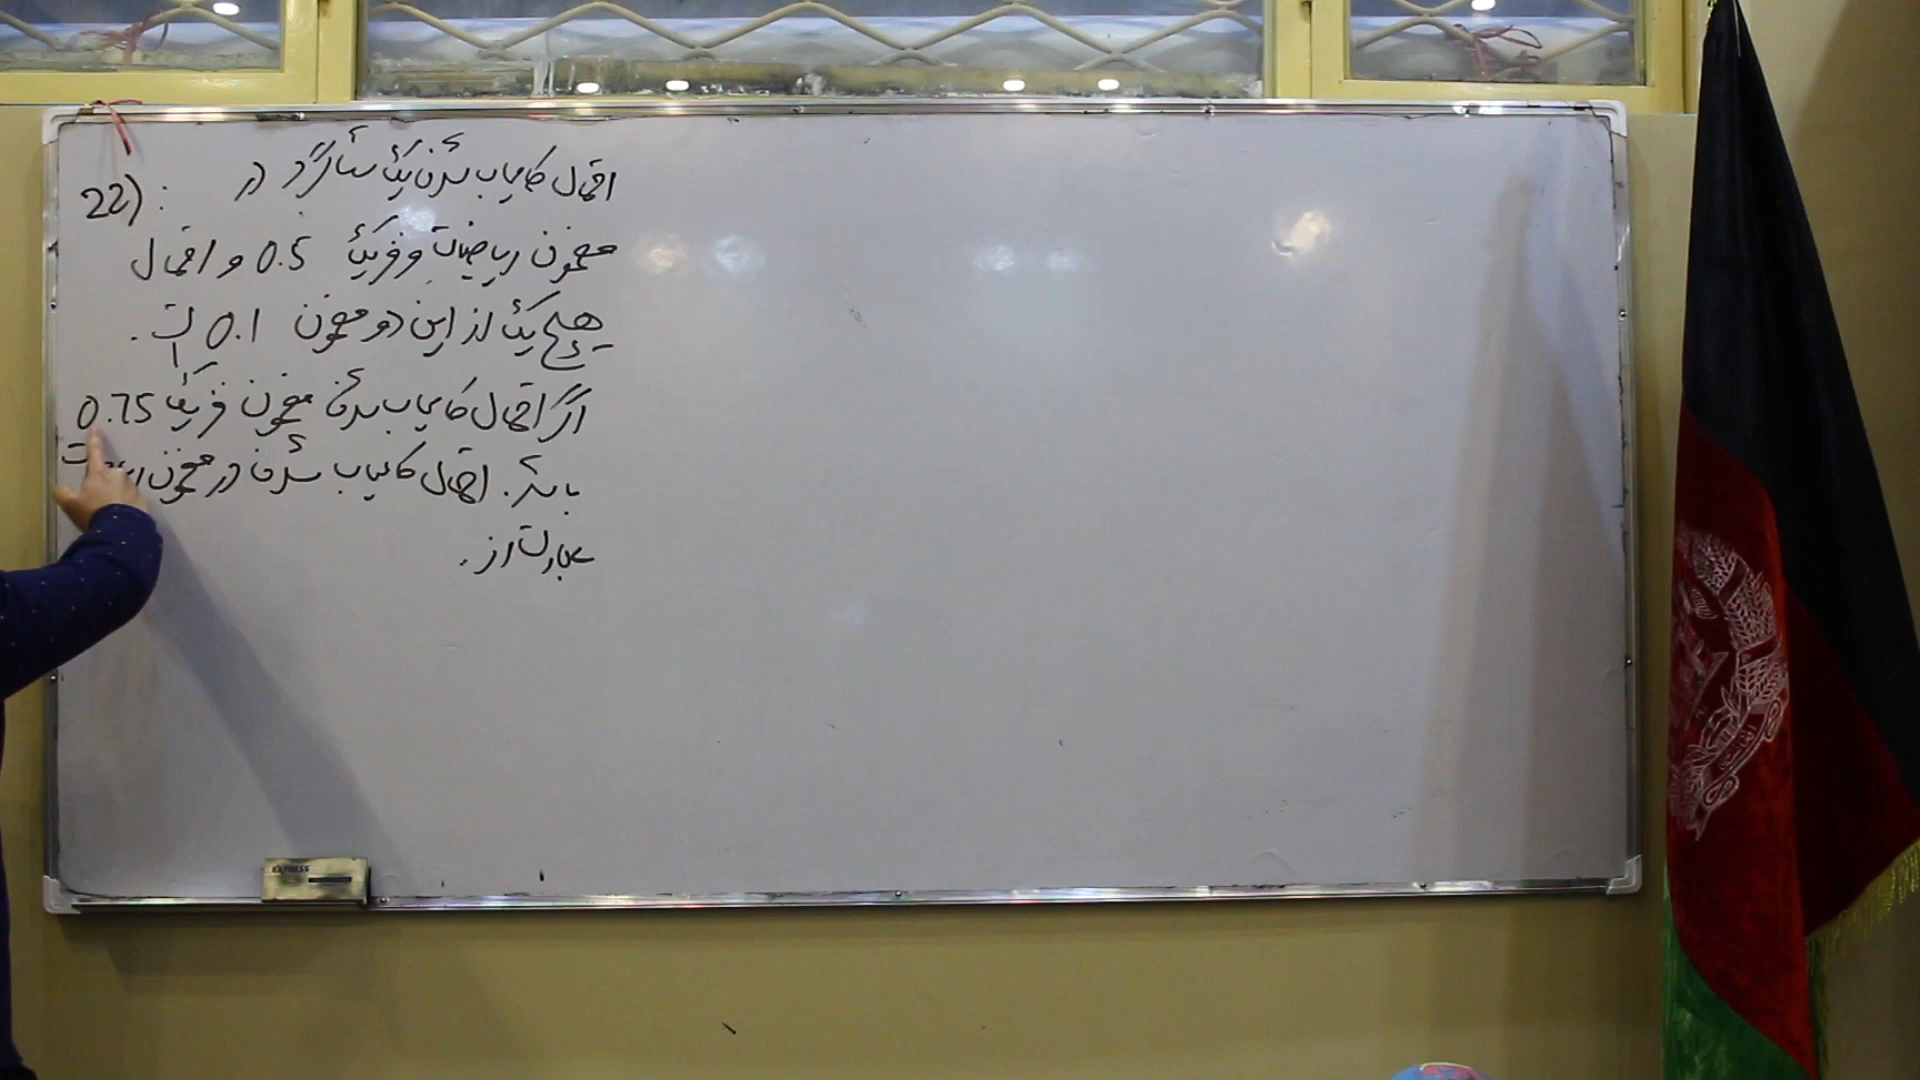 22): احتمال کامیاب شدن یک شاگرد در
مضمون ریاضیات و فزیک 0.5 و احتمال
هیچ یک از این دو مضمون 0.1 است.
اگر احتمال کامیاب شدن مضمون فزیک 0.75
باشد. احتمال کامیاب شدن در مضمون
عبارت از.
EXPRESS